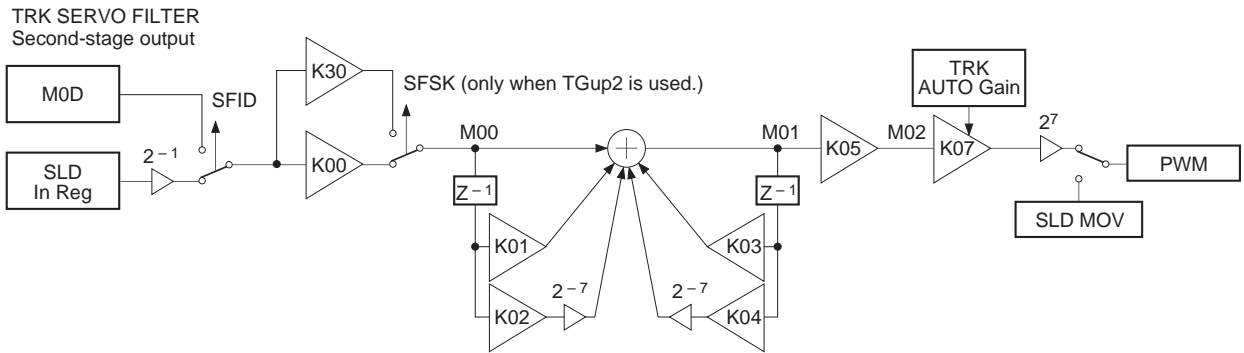 TRK SERVO FILTER
Second-stage output
M0D
SFID
SLD
In Reg
2⁻¹
K30
K00
SFSK (only when TGup2 is used.)
M00
Z⁻¹
K01
K02
2⁻⁷
M01
Z⁻¹
K03
K04
2⁻⁷
K05
M02
TRK
AUTO Gain
K07
2⁷
PWM
SLD MOV